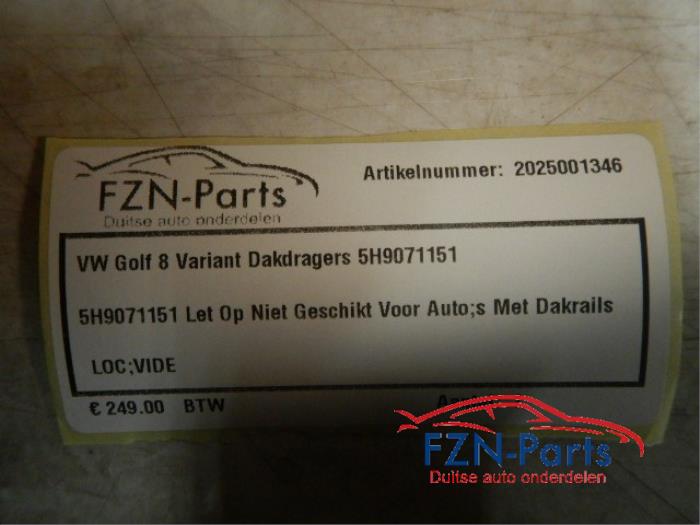 Artikelnummer: 2025001346
FZN-Parts
Duitse auto onderdelen
VW Golf 8 Variant Dakdragers 5H9071151
5H9071151 Let Op Niet Geschikt Voor Auto;s Met Dakrails
LOC;VIDE
€ 249.00 BTW
FZN-Parts
Duitse auto onderdelen